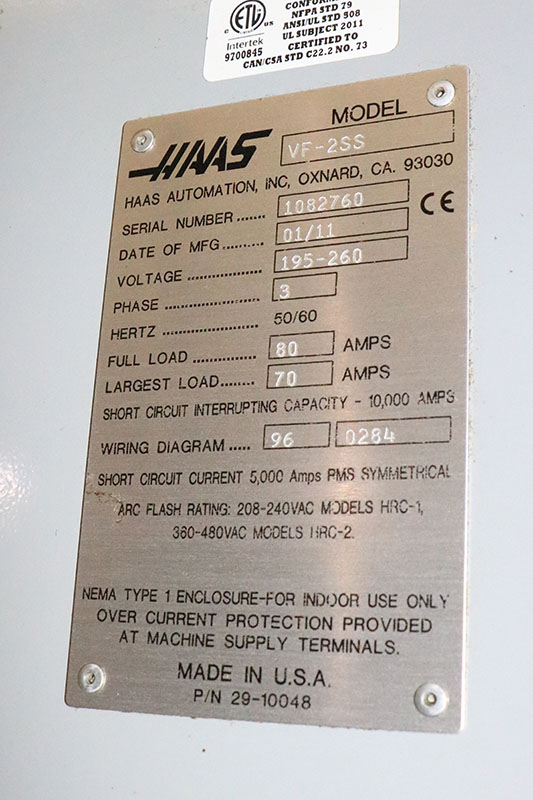 CONFORMS
NFPA STD 79
ANSI/UL STD 508
UL SUBJECT 2011
CERTIFIED TO
CAN/CSA STD C22.2 NO. 73
C ETL US
Intertek
9700845
MODEL
HAAS VF-2SS
HAAS AUTOMATION, INC, OXNARD, CA. 93030
SERIAL NUMBER ....... 1082760 CE
DATE OF MFG ......... 01/11
VOLTAGE ................ 195-260
PHASE .................... 3
HERTZ .................... 50/60
FULL LOAD ............. 80 AMPS
LARGEST LOAD........ 70 AMPS
SHORT CIRCUIT INTERRUPTING CAPACITY - 10,000 AMPS
WIRING DIAGRAM ..... 96 0284
SHORT CIRCUIT CURRENT 5,000 Amps RMS SYMMETRICAL
ARC FLASH RATING: 208-240VAC MODELS HRC-1,
360-480VAC MODELS HRC-2.
NEMA TYPE 1 ENCLOSURE-FOR INDOOR USE ONLY
OVER CURRENT PROTECTION PROVIDED
AT MACHINE SUPPLY TERMINALS.
MADE IN U.S.A.
P/N 29-10048